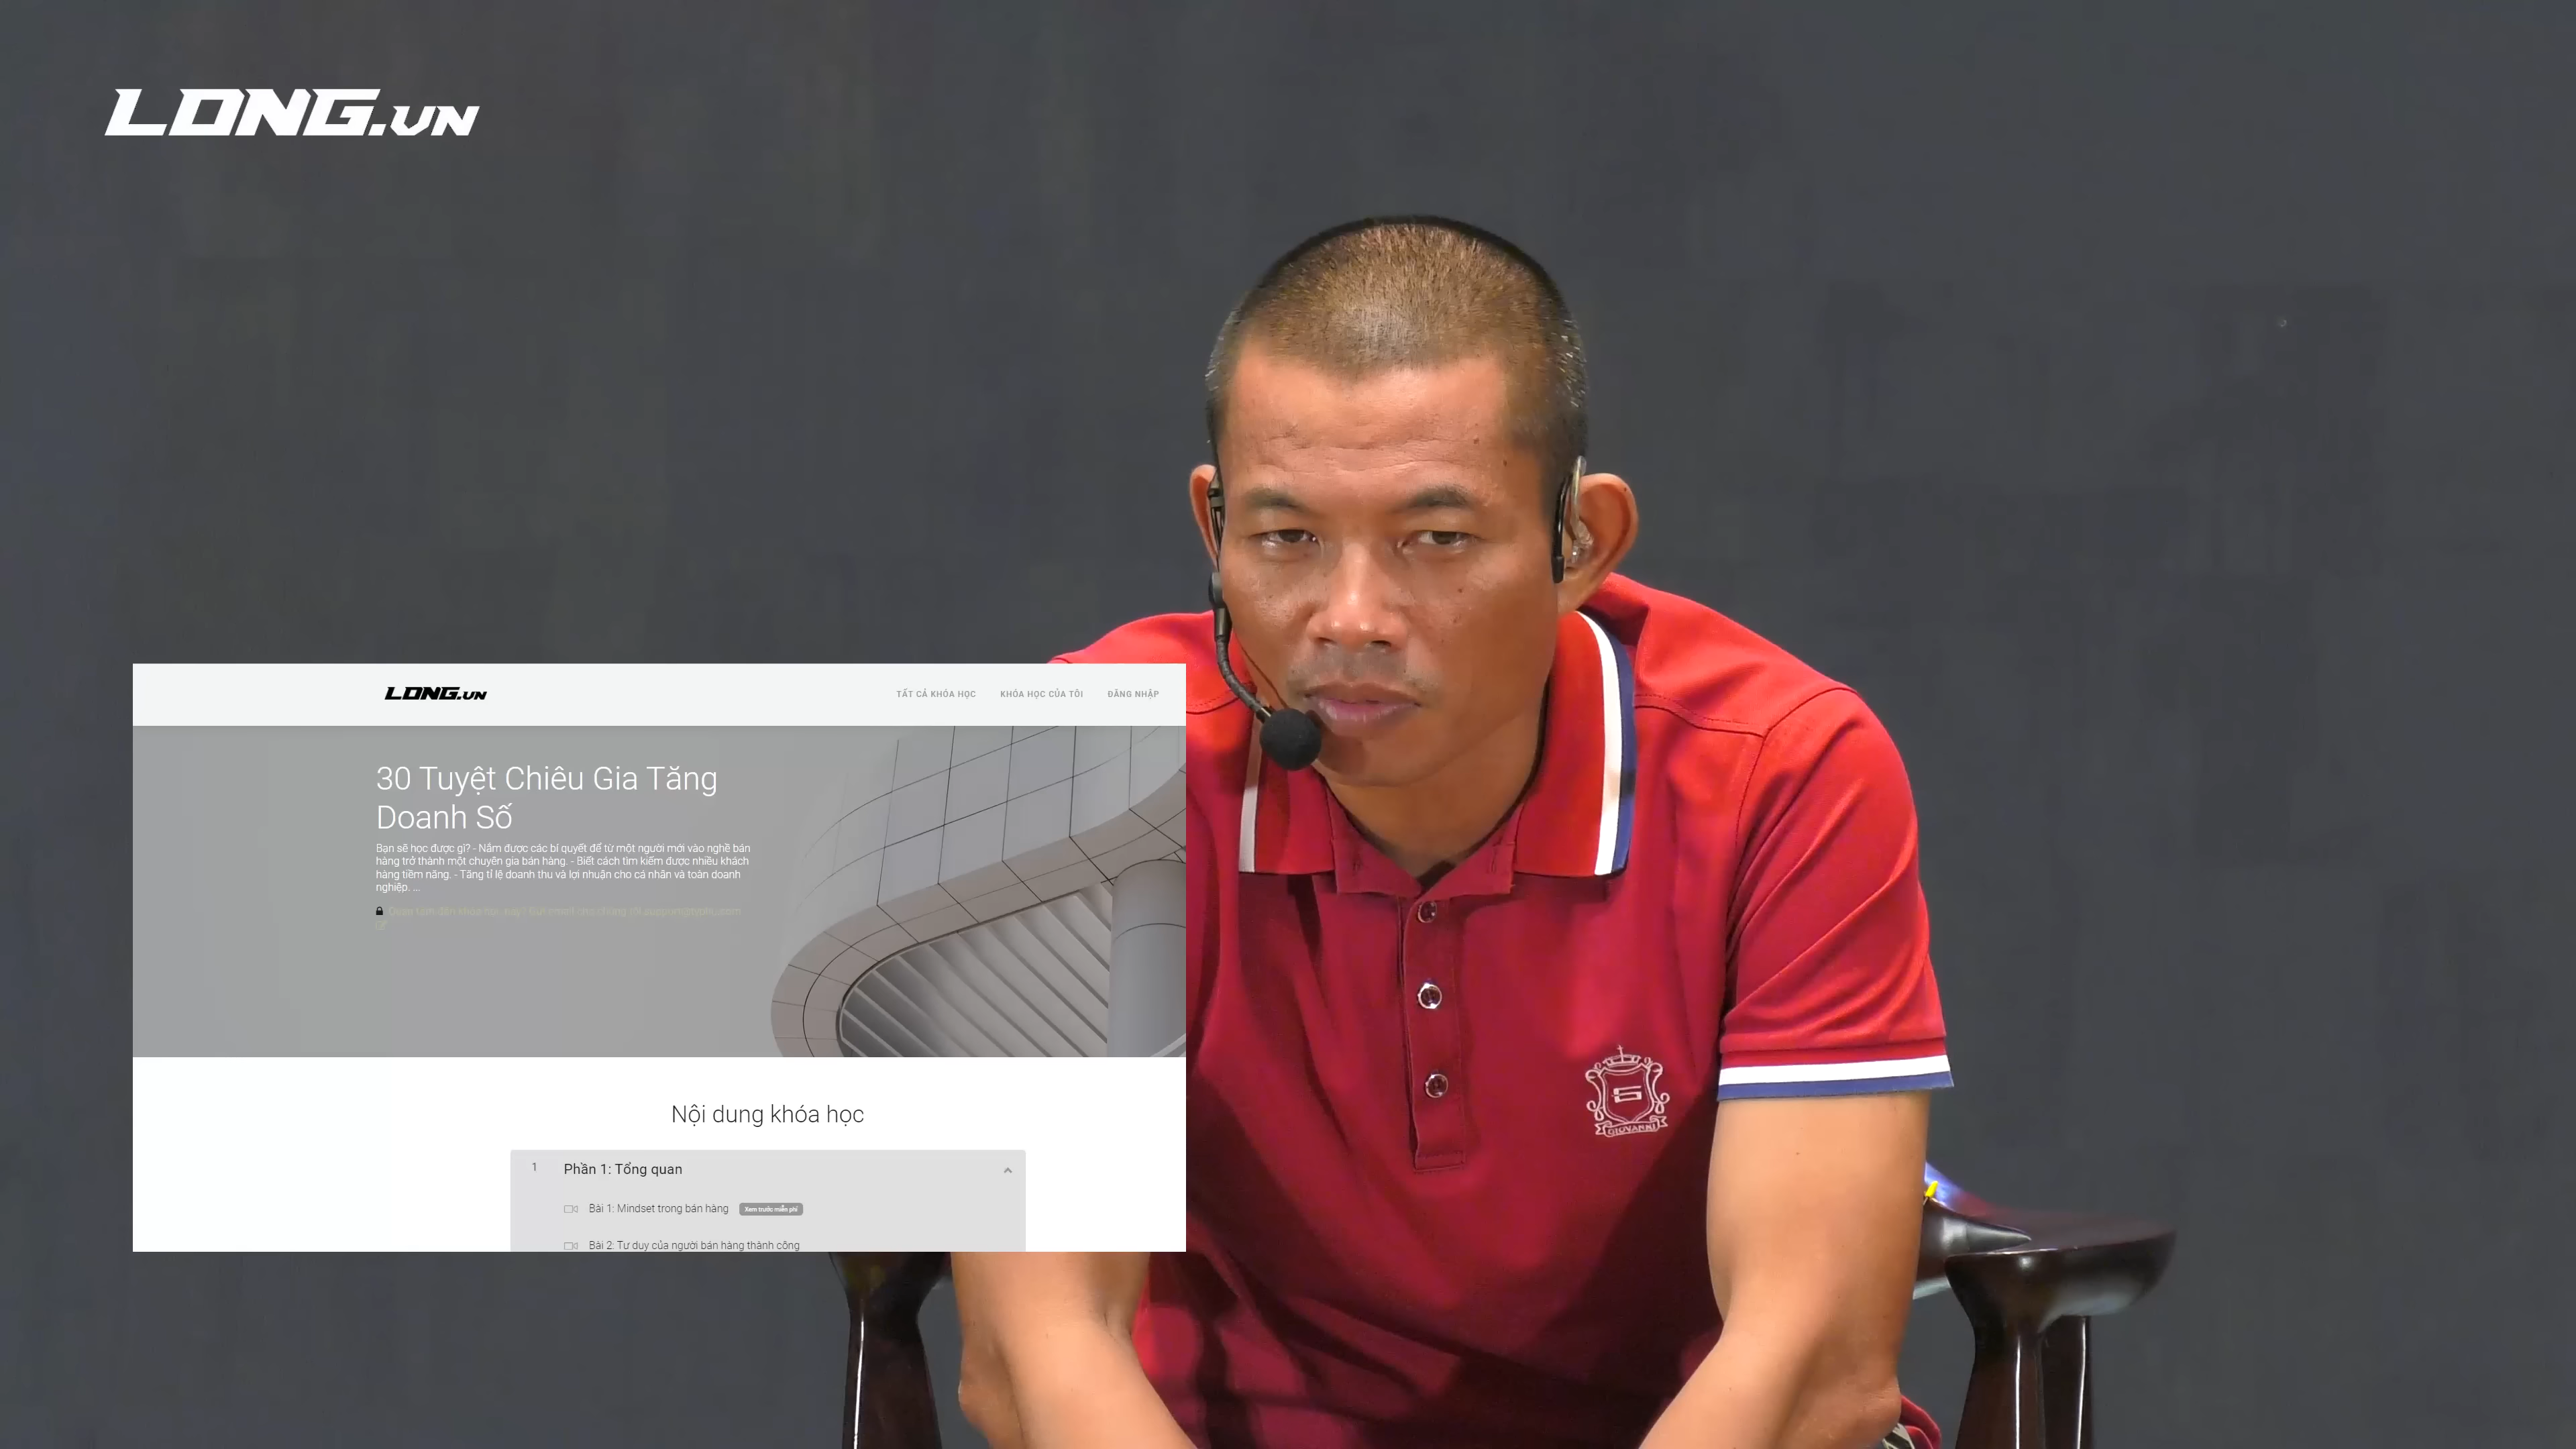 LONG.VN
LONG.VN
TẤT CẢ KHÓA HỌC KHÓA HỌC CỦA TÔI ĐĂNG NHẬP
30 Tuyệt Chiêu Gia Tăng
Doanh Số
Bạn sẽ học được gì? - Nắm được các bí quyết để từ một người mới vào nghề bán
hàng trở thành một chuyên gia bán hàng. - Biết cách tìm kiếm được nhiều khách
hàng tiềm năng. - Tăng tỉ lệ doanh thu và lợi nhuận cho cá nhân và toàn doanh
nghiệp. ...
Nội dung khóa học
1 Phần 1: Tổng quan
Bài 1: Mindset trong bán hàng Xem trước miễn phí
Bài 2: Tư duy của người bán hàng thành công
S
GIOVANNI